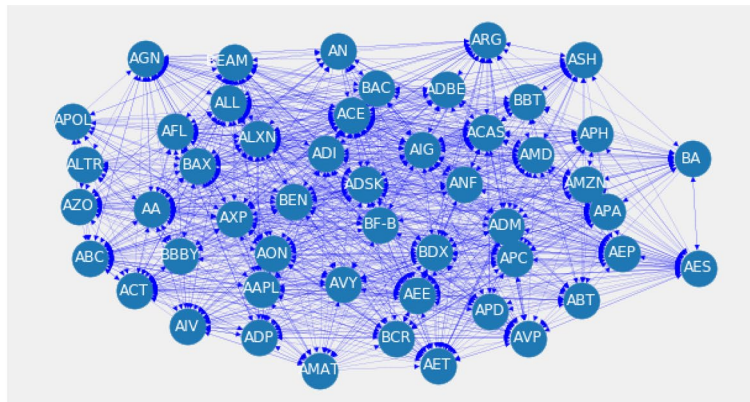 ARG
AN
AGN
EAM
ASH
BAC
ADBE
BBT
ALL
ACE
APOL
AFL
ALXN
ACAS
APH
ADI
AIG
AMD
BA
ALTR
BAX
ADSK
ANF
AMZN
AZO
AA
AXP
BEN
BF-B
ADM
APA
ABC
BBBY
AON
BDX
APC
AEP
AES
ACT
AAPL
AVY
AEE
APD
ABT
AIV
ADP
BCR
AVP
AMAT
AET